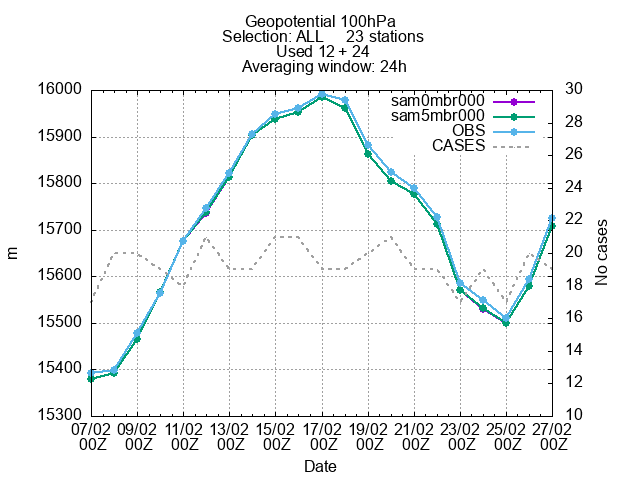 Geopotential 100hPa
Selection: ALL 23 stations
Used 12 + 24
Averaging window: 24h
sam0mbr000
sam5mbr000
OBS
CASES
16000
15900
15800
15700
15600
15500
15400
15300
m
30
28
26
24
22
20
18
16
14
12
10
No cases
07/02 09/02 11/02 13/02 15/02 17/02 19/02 21/02 23/02 25/02 27/02
00Z 00Z 00Z 00Z 00Z 00Z 00Z 00Z 00Z 00Z 00Z
Date